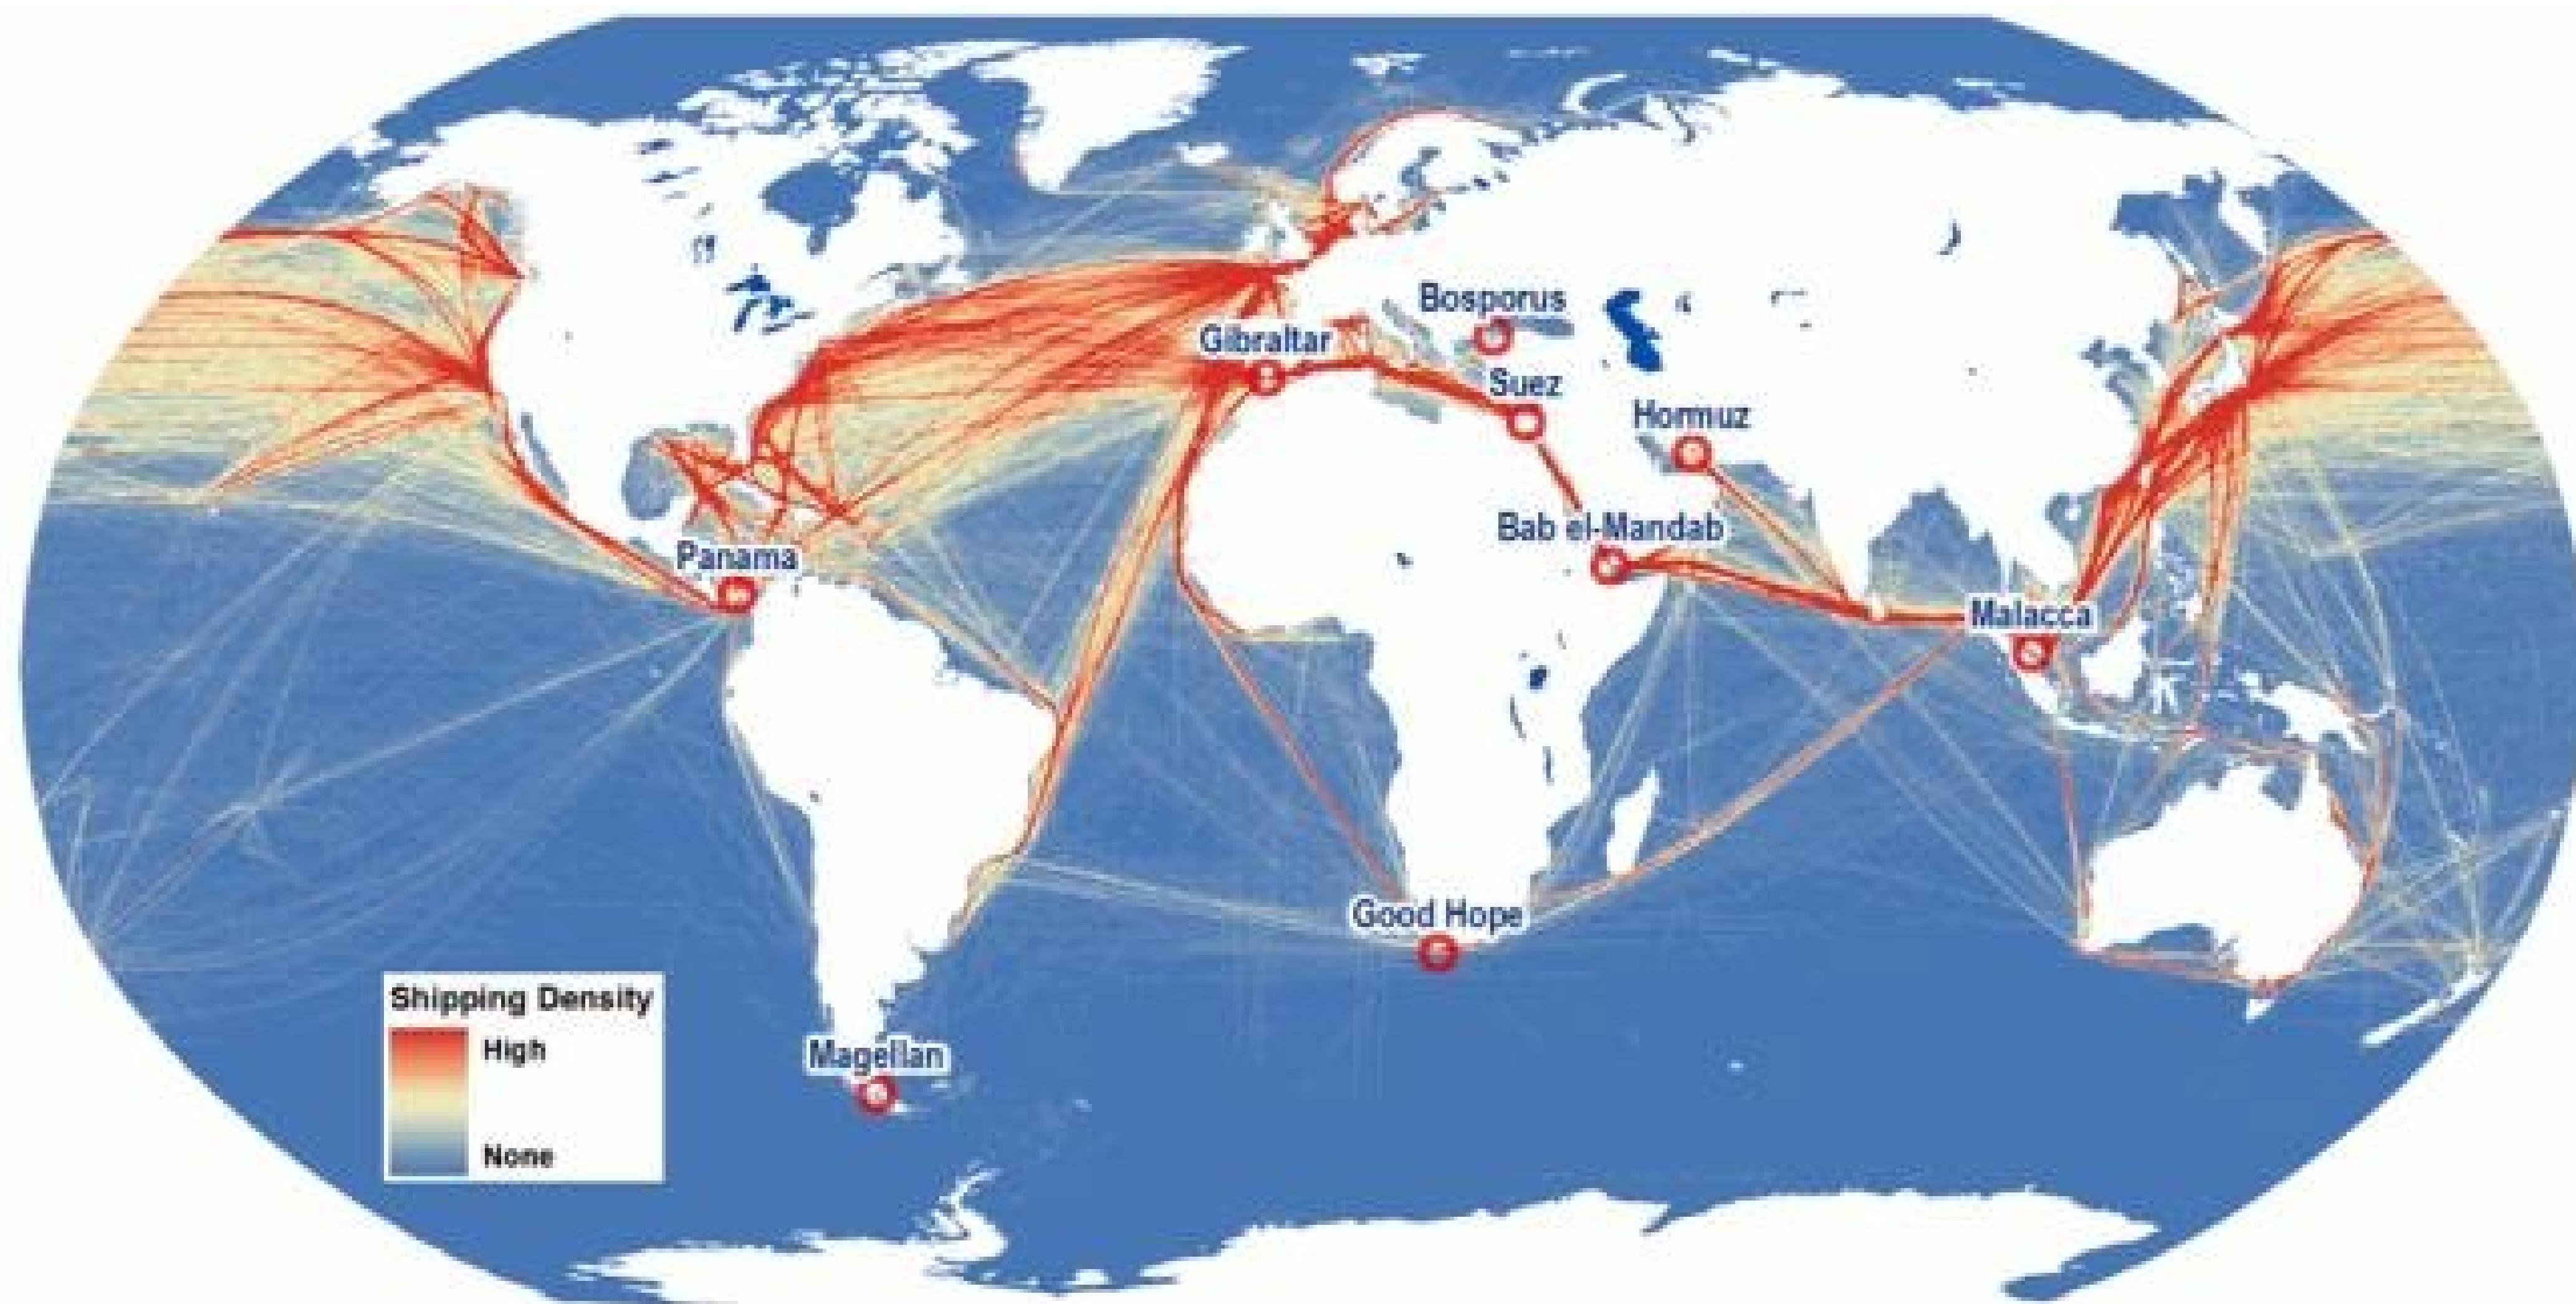 Bosporus
Gibraltar
Suez
Hormuz
Bab el-Mandab
Panama
Malacca
Good Hope
Magellan
Shipping Density
High
None